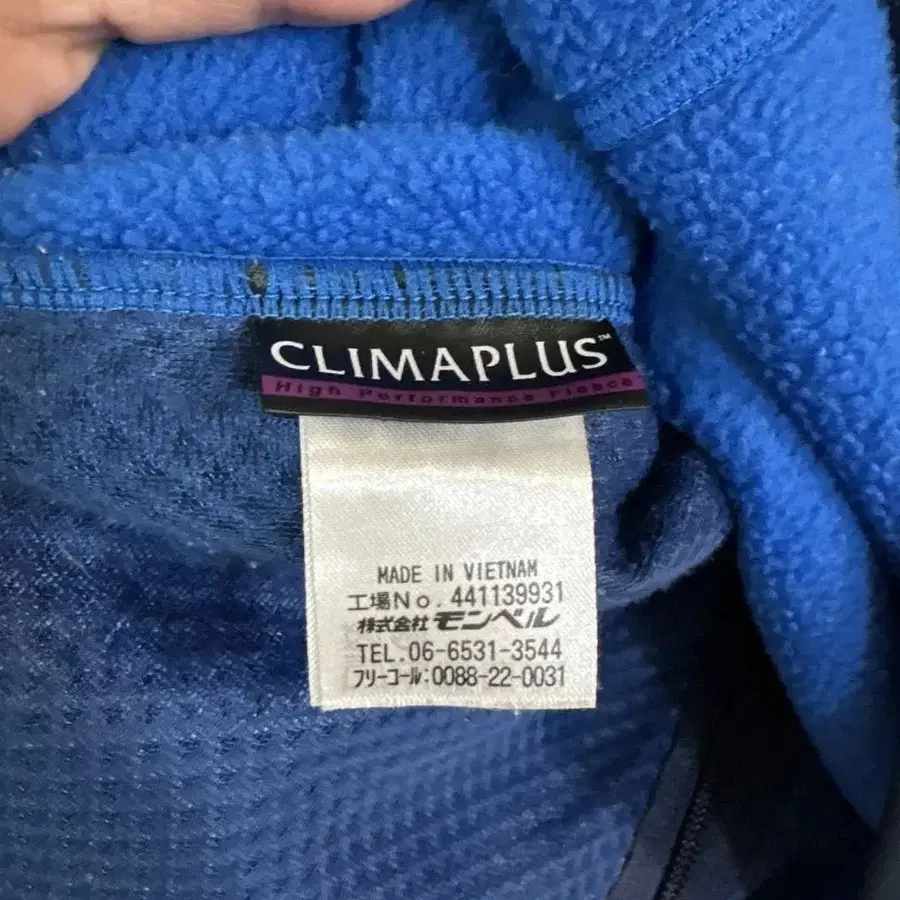 CLIMAPLUS™
High Performance Fleece
MADE IN VIETNAM
工場No. 441139931
株式会社 モンベル
TEL.06-6531-3544
フリーコール:0088-22-0031